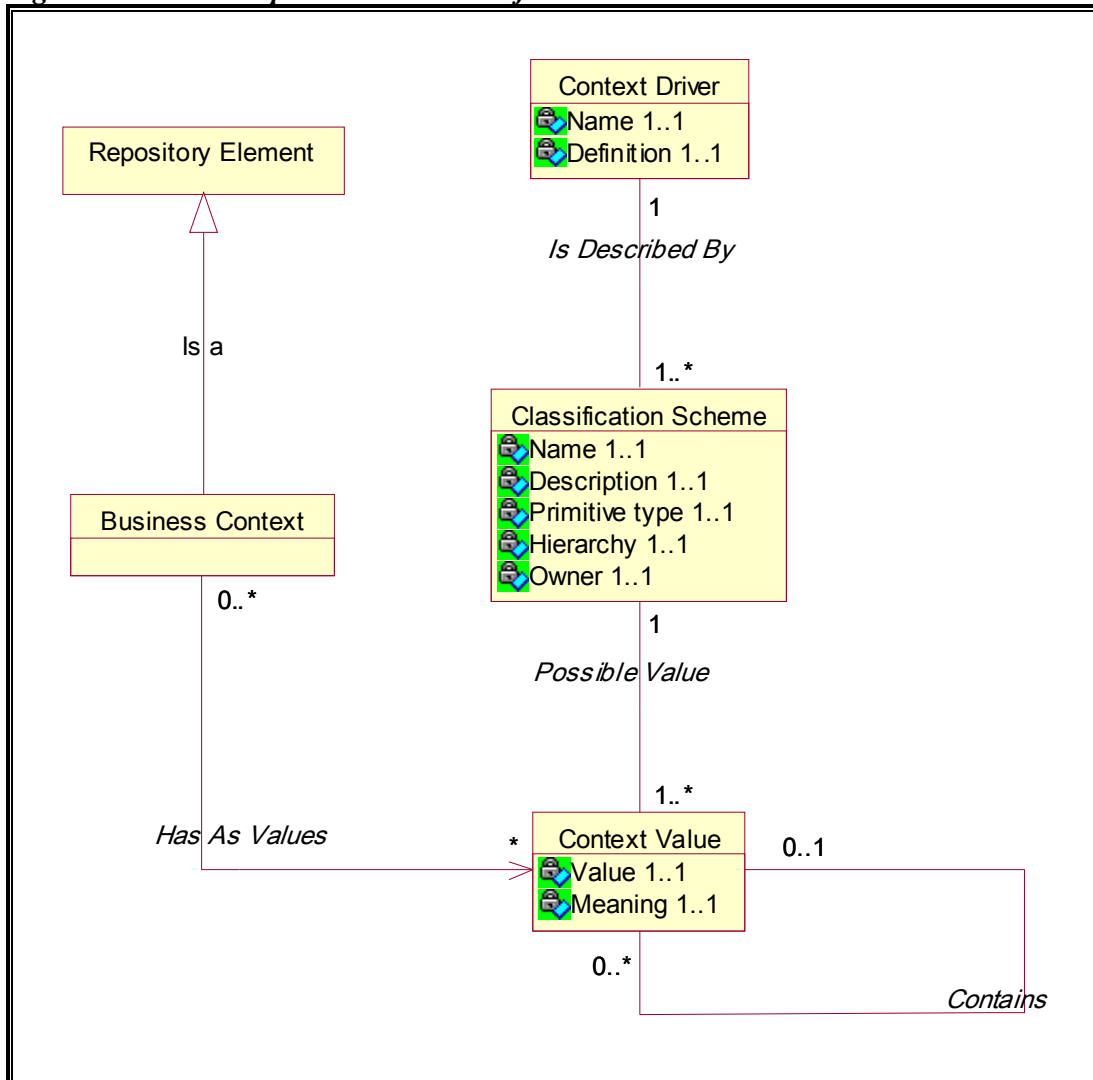 Context Driver
Name 1..1
Definition 1..1
Repository Element
1
Is Described By
Is a
1..*
Classification Scheme
Name 1..1
Description 1..1
Primitive type 1..1
Hierarchy 1..1
Owner 1..1
Business Context
0..*
1
Possible Value
1..*
Has As Values
*
Context Value
Value 1..1
Meaning 1..1
0..1
0..*
Contains